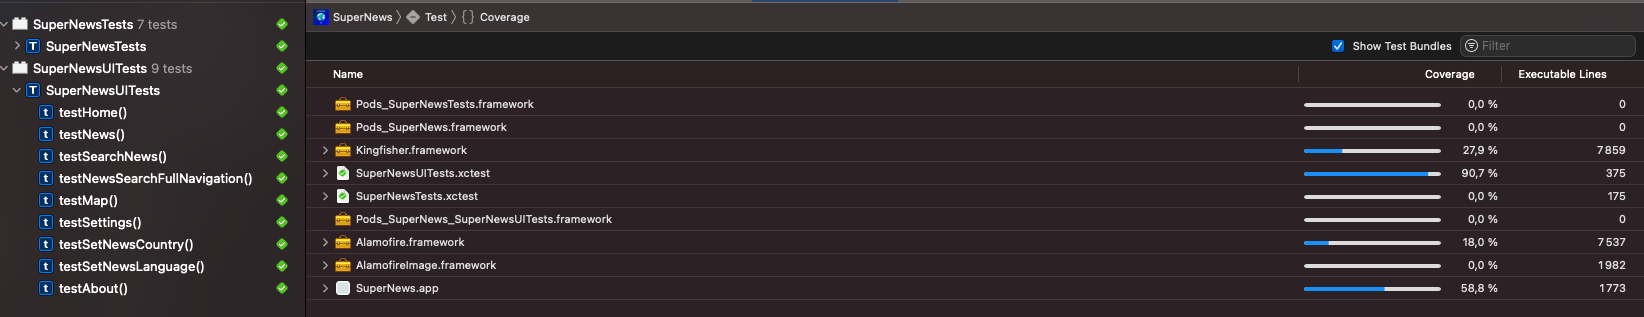 SuperNewsTests 7 tests
SuperNewsTests
SuperNewsUITests 9 tests
SuperNewsUITests
testHome()
testNews()
testSearchNews()
testNewsSearchFullNavigation()
testMap()
testSettings()
testSetNewsCountry()
testSetNewsLanguage()
testAbout()
SuperNews Test Coverage
Show Test Bundles Filter
Name Coverage Executable Lines
Pods_SuperNewsTests.framework 0,0 % 0
Pods_SuperNews.framework 0,0 % 0
Kingfisher.framework 27,9 % 7 859
SuperNewsUITests.xctest 90,7 % 375
SuperNewsTests.xctest 0,0 % 175
Pods_SuperNews_SuperNewsUITests.framework 0,0 % 0
Alamofire.framework 18,0 % 7 537
AlamofireImage.framework 0,0 % 1 982
SuperNews.app 58,8 % 1 773